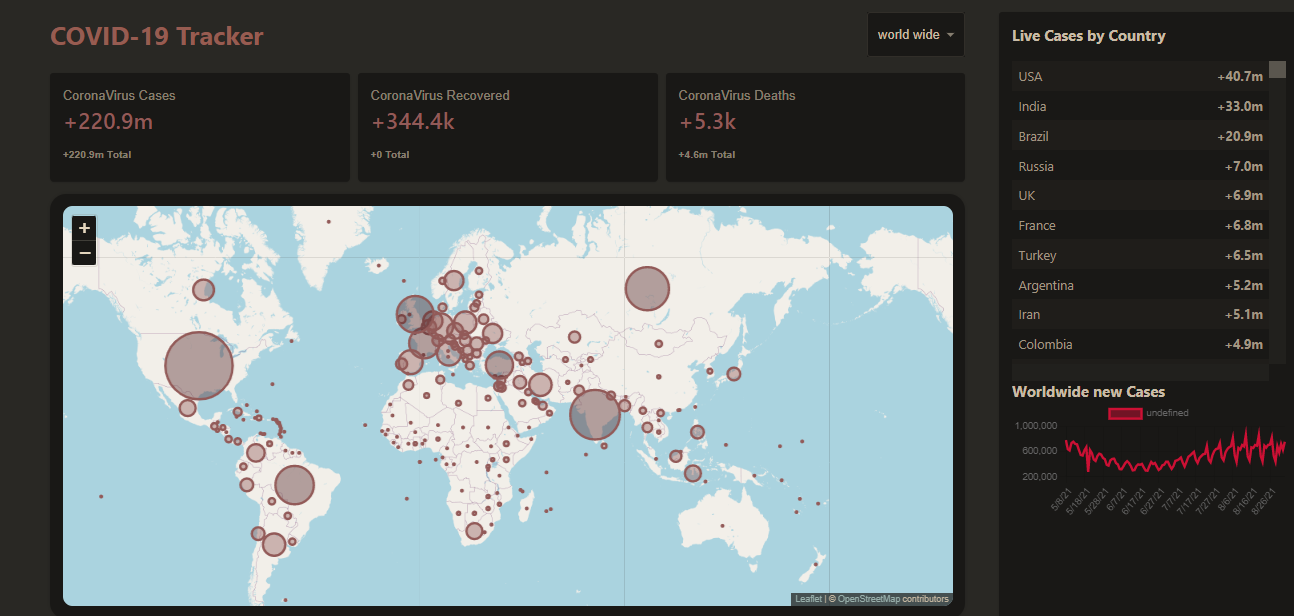 COVID-19 Tracker
world wide
CoronaVirus Cases
+220.9m
+220.9m Total
CoronaVirus Recovered
+344.4k
+0 Total
CoronaVirus Deaths
+5.3k
+4.6m Total
+
−
Leaflet | © OpenStreetMap contributors
Live Cases by Country
USA +40.7m
India +33.0m
Brazil +20.9m
Russia +7.0m
UK +6.9m
France +6.8m
Turkey +6.5m
Argentina +5.2m
Iran +5.1m
Colombia +4.9m
Worldwide new Cases
undefined
1,000,000
600,000
200,000
5/8/21 5/18/21 5/28/21 6/7/21 6/17/21 6/27/21 7/7/21 7/17/21 7/27/21 8/6/21 8/16/21 8/26/21